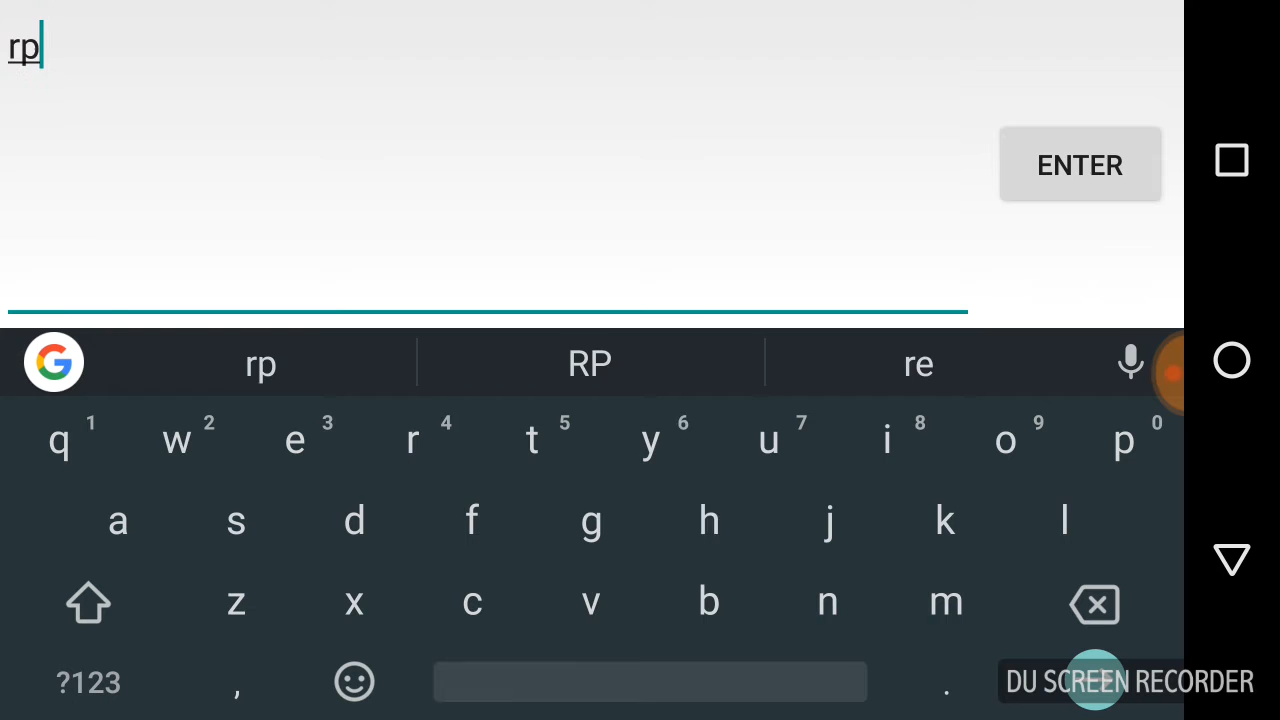 rp
ENTER
rp RP re
q 1 w 2 e 3 r 4 t 5 y 6 u 7 i 8 o 9 p 0
a s d f g h j k l
z x c v b n m
?123 , .
DU SCREEN RECORDER